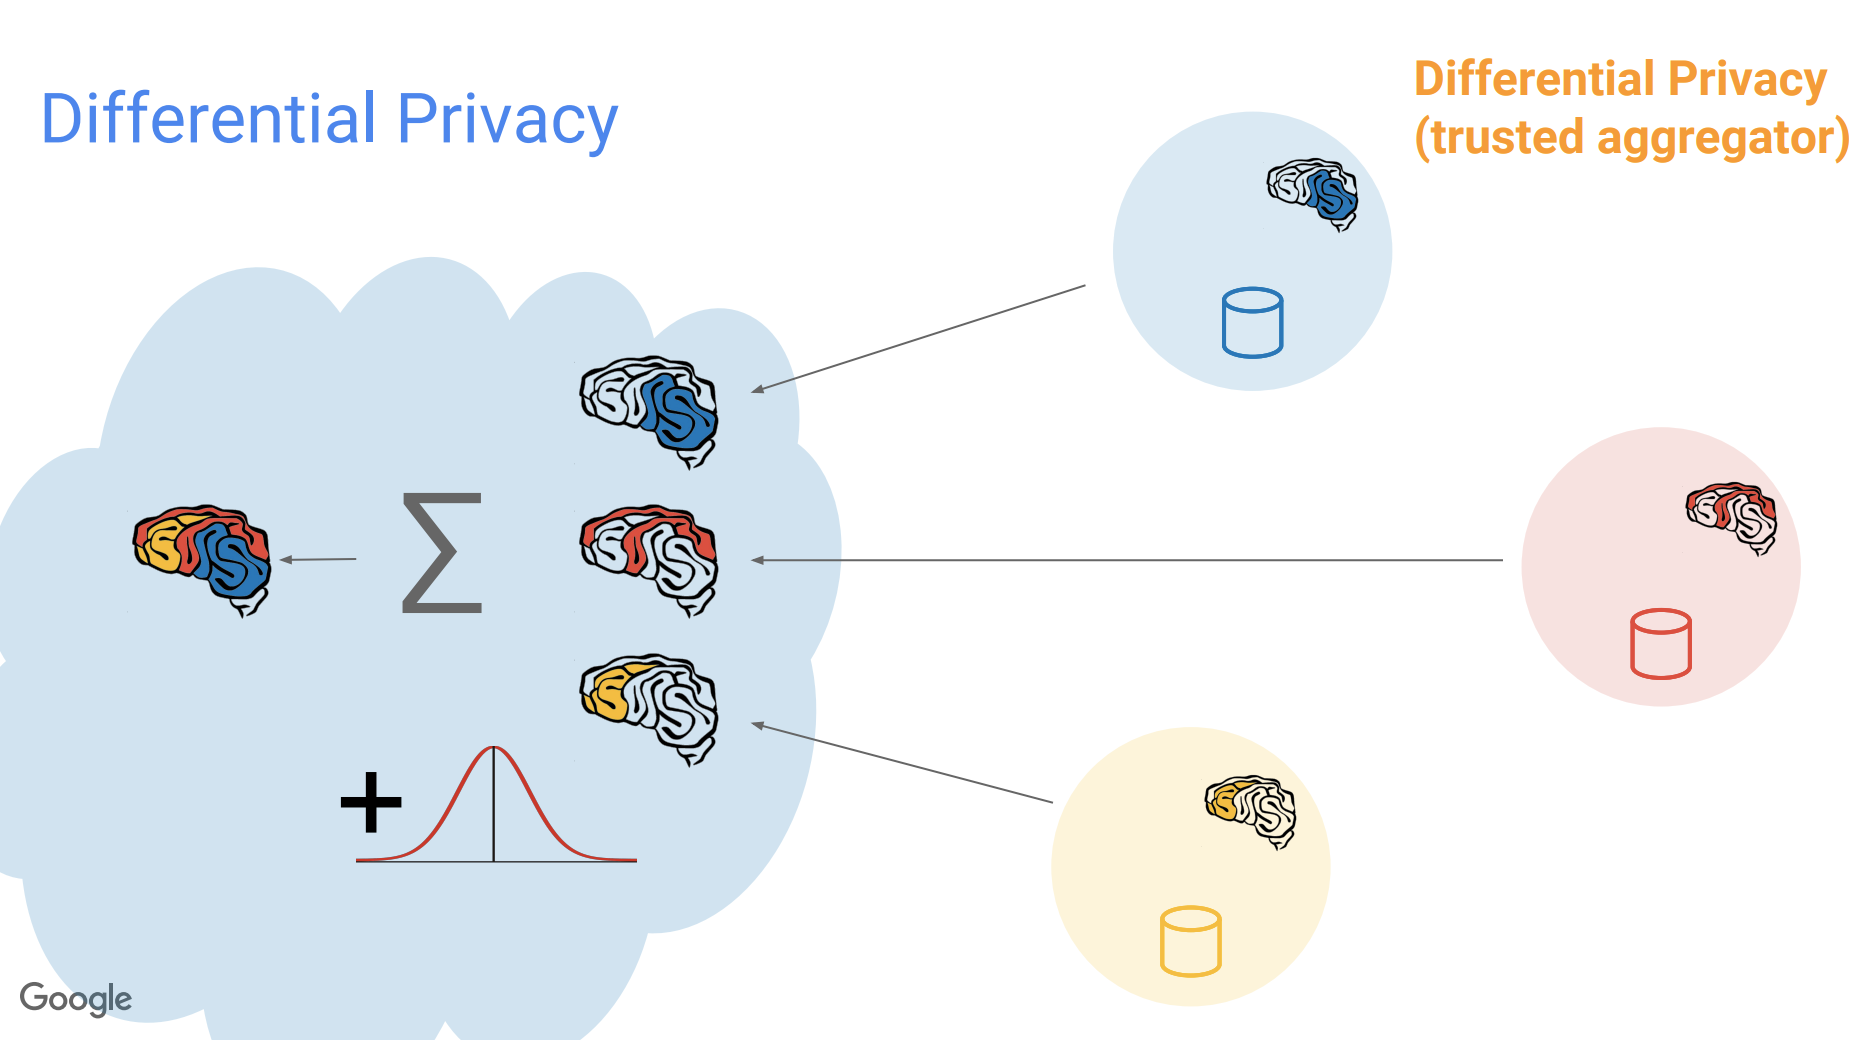 Differential Privacy
Differential Privacy
(trusted aggregator)
∑
+
Google